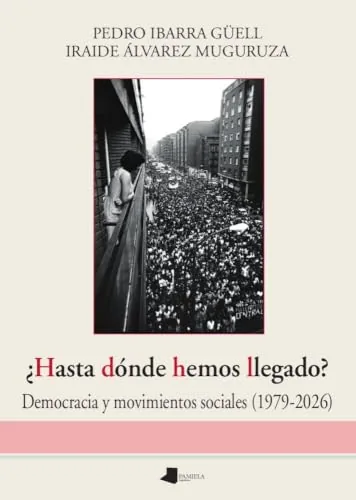 PEDRO IBARRA GÜELL
IRAIDE ÁLVAREZ MUGURUZA
¿Hasta dónde hemos llegado?
Democracia y movimientos sociales (1979-2026)
PAMIELA